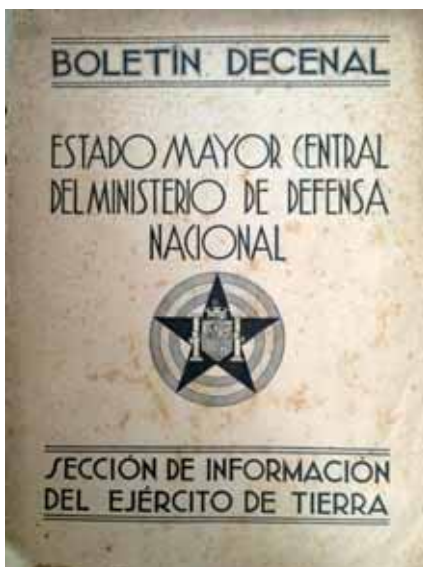 BOLETÍN DECENAL
ESTADO MAYOR CENTRAL
DEL MINISTERIO DE DEFENSA
NACIONAL
SECCIÓN DE INFORMACIÓN
DEL EJÉRCITO DE TIERRA